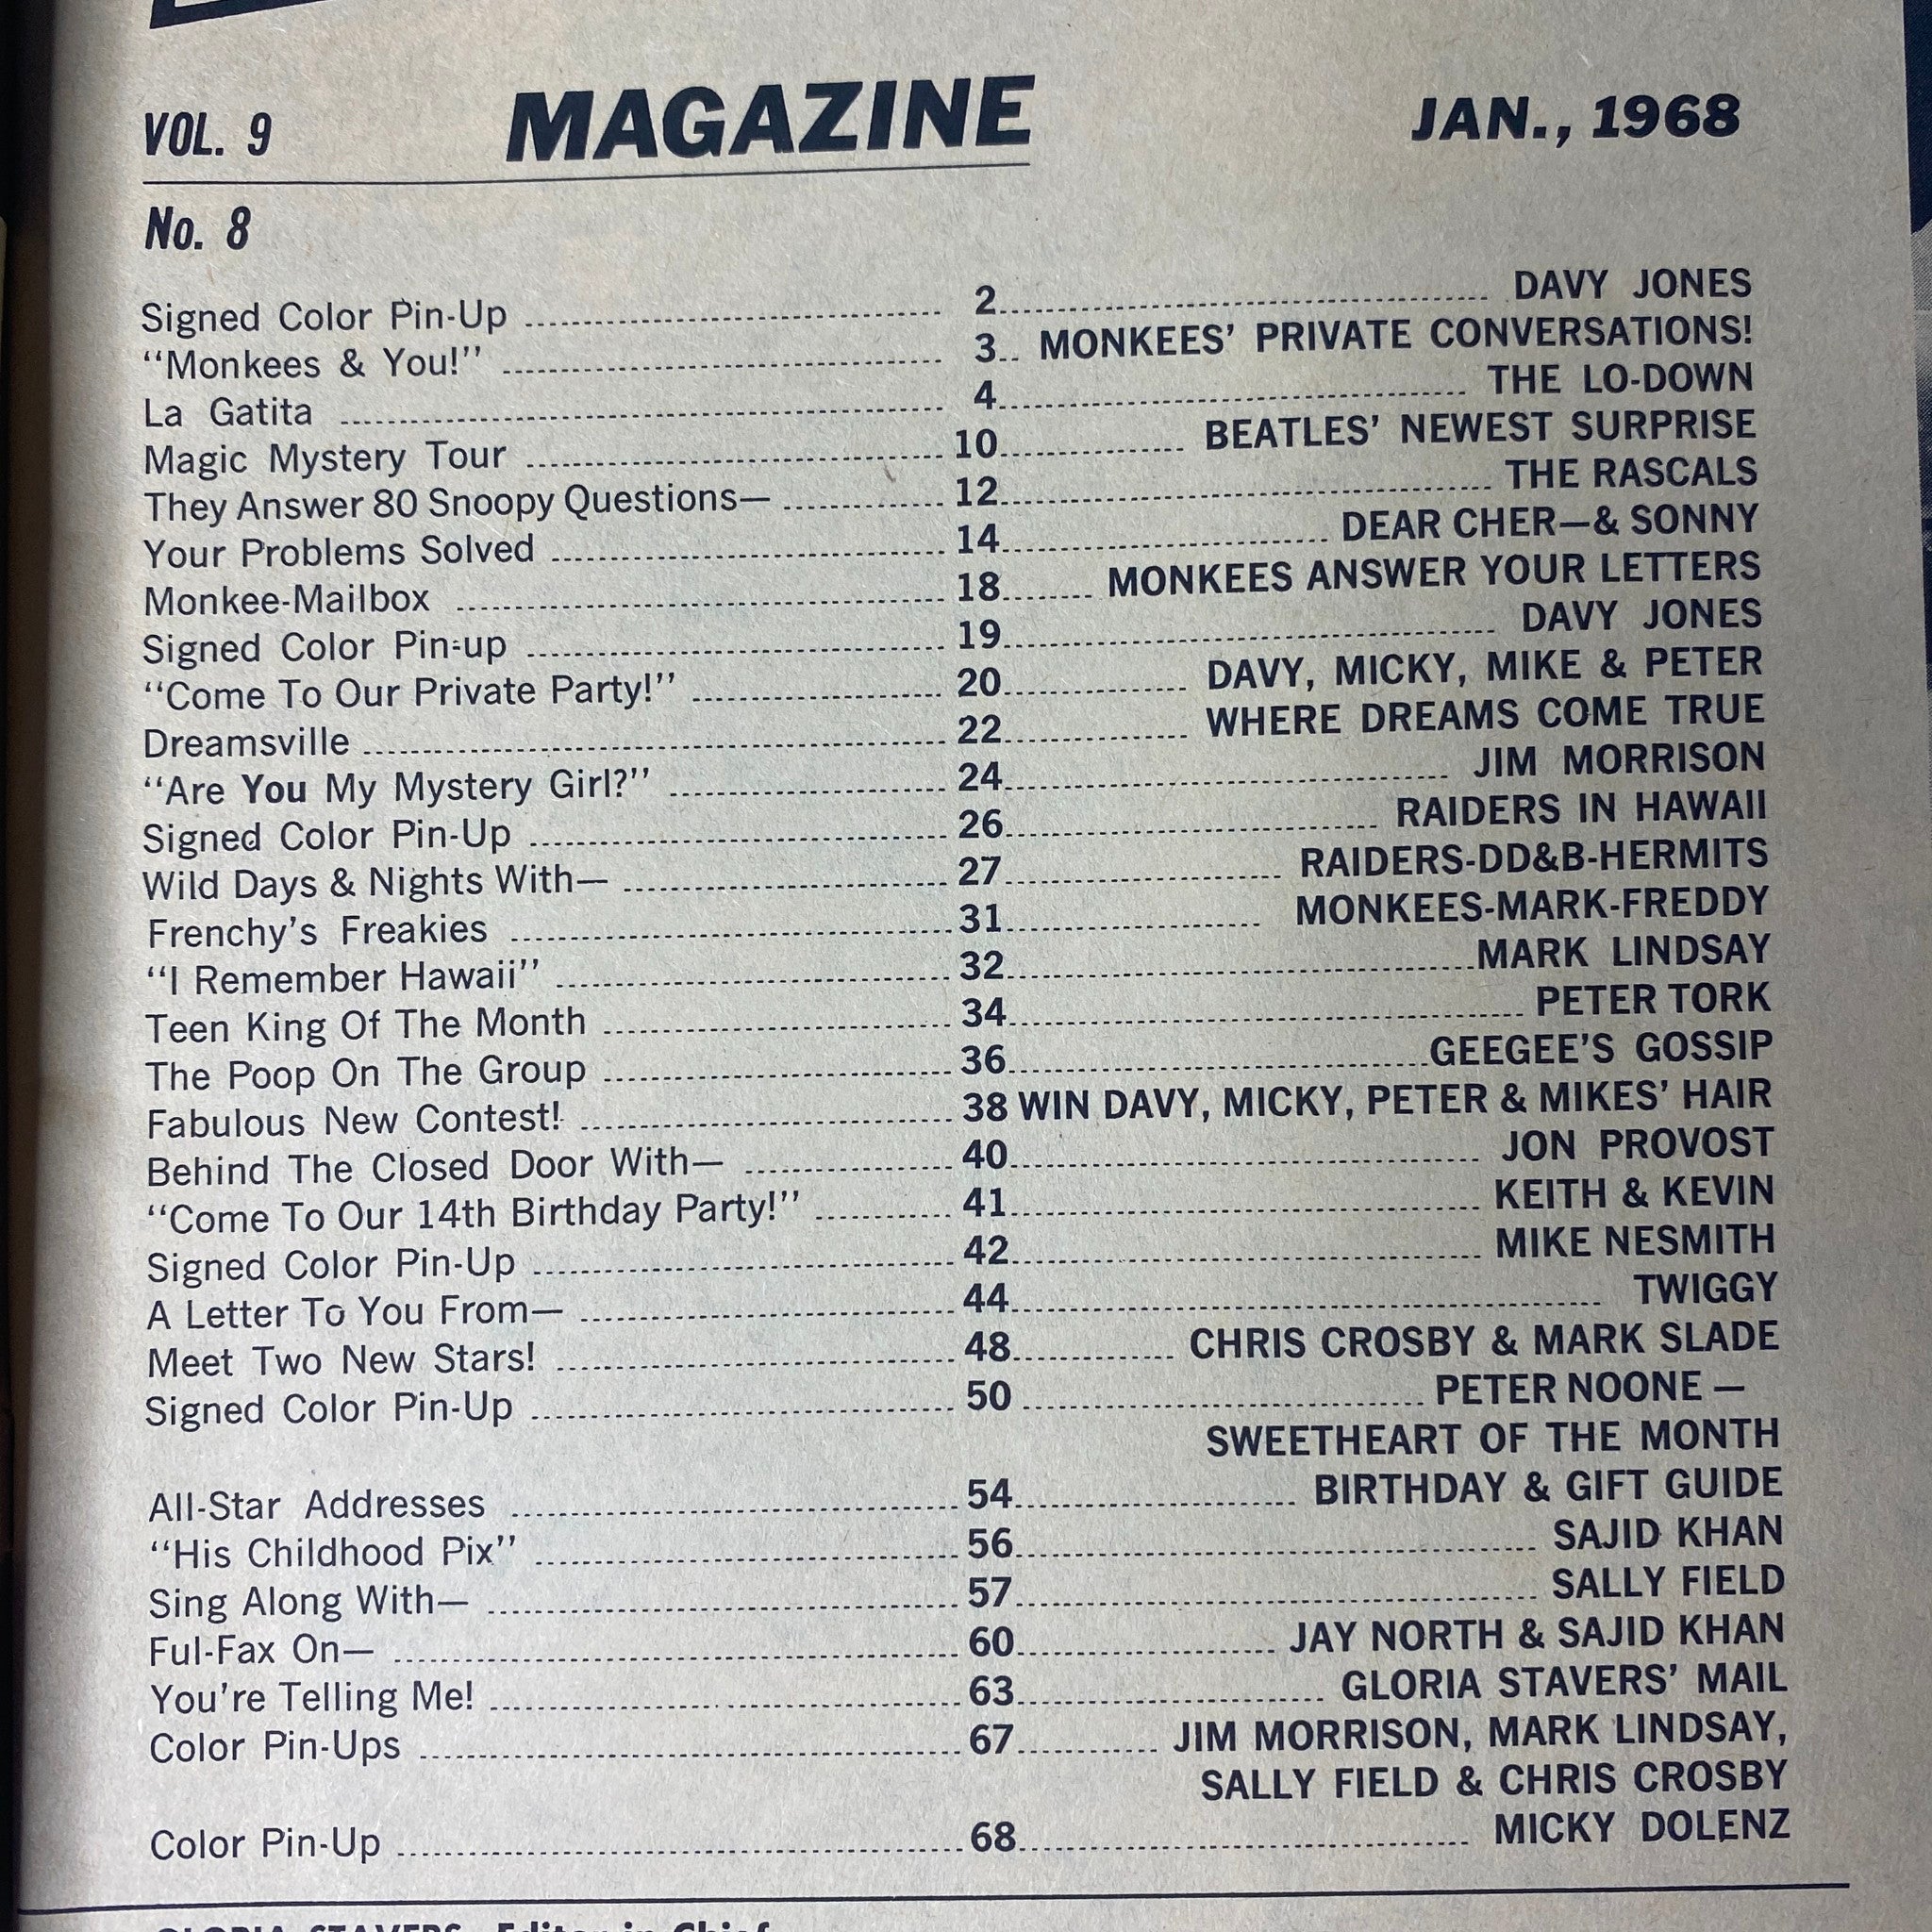 VOL. 9 MAGAZINE JAN., 1968
No. 8
Signed Color Pin-Up 2 DAVY JONES
“Monkees & You!” 3 MONKEES’ PRIVATE CONVERSATIONS!
La Gatita 4 THE LO-DOWN
Magic Mystery Tour 10 BEATLES’ NEWEST SURPRISE
They Answer 80 Snoopy Questions— 12 THE RASCALS
Your Problems Solved 14 DEAR CHER—& SONNY
Monkee-Mailbox 18 MONKEES ANSWER YOUR LETTERS
Signed Color Pin-up 19 DAVY JONES
“Come To Our Private Party!” 20 DAVY, MICKY, MIKE & PETER
Dreamsville 22 WHERE DREAMS COME TRUE
“Are You My Mystery Girl?” 24 JIM MORRISON
Signed Color Pin-Up 26 RAIDERS IN HAWAII
Wild Days & Nights With— 27 RAIDERS-DD&B-HERMITS
Frenchy’s Freakies 31 MONKEES-MARK-FREDDY
“I Remember Hawaii” 32 MARK LINDSAY
Teen King Of The Month 34 PETER TORK
The Poop On The Group 36 GEEGEE’S GOSSIP
Fabulous New Contest! 38 WIN DAVY, MICKY, PETER & MIKES’ HAIR
Behind The Closed Door With— 40 JON PROVOST
“Come To Our 14th Birthday Party!” 41 KEITH & KEVIN
Signed Color Pin-Up 42 MIKE NESMITH
A Letter To You From— 44 TWIGGY
Meet Two New Stars! 48 CHRIS CROSBY & MARK SLADE
Signed Color Pin-Up 50 PETER NOONE —
SWEETHEART OF THE MONTH
All-Star Addresses 54 BIRTHDAY & GIFT GUIDE
“His Childhood Pix” 56 SAJID KHAN
Sing Along With— 57 SALLY FIELD
Ful-Fax On— 60 JAY NORTH & SAJID KHAN
You’re Telling Me! 63 GLORIA STAVERS’ MAIL
Color Pin-Ups 67 JIM MORRISON, MARK LINDSAY,
SALLY FIELD & CHRIS CROSBY
Color Pin-Up 68 MICKY DOLENZ
GLORIA STAVERS, Editor in Chief